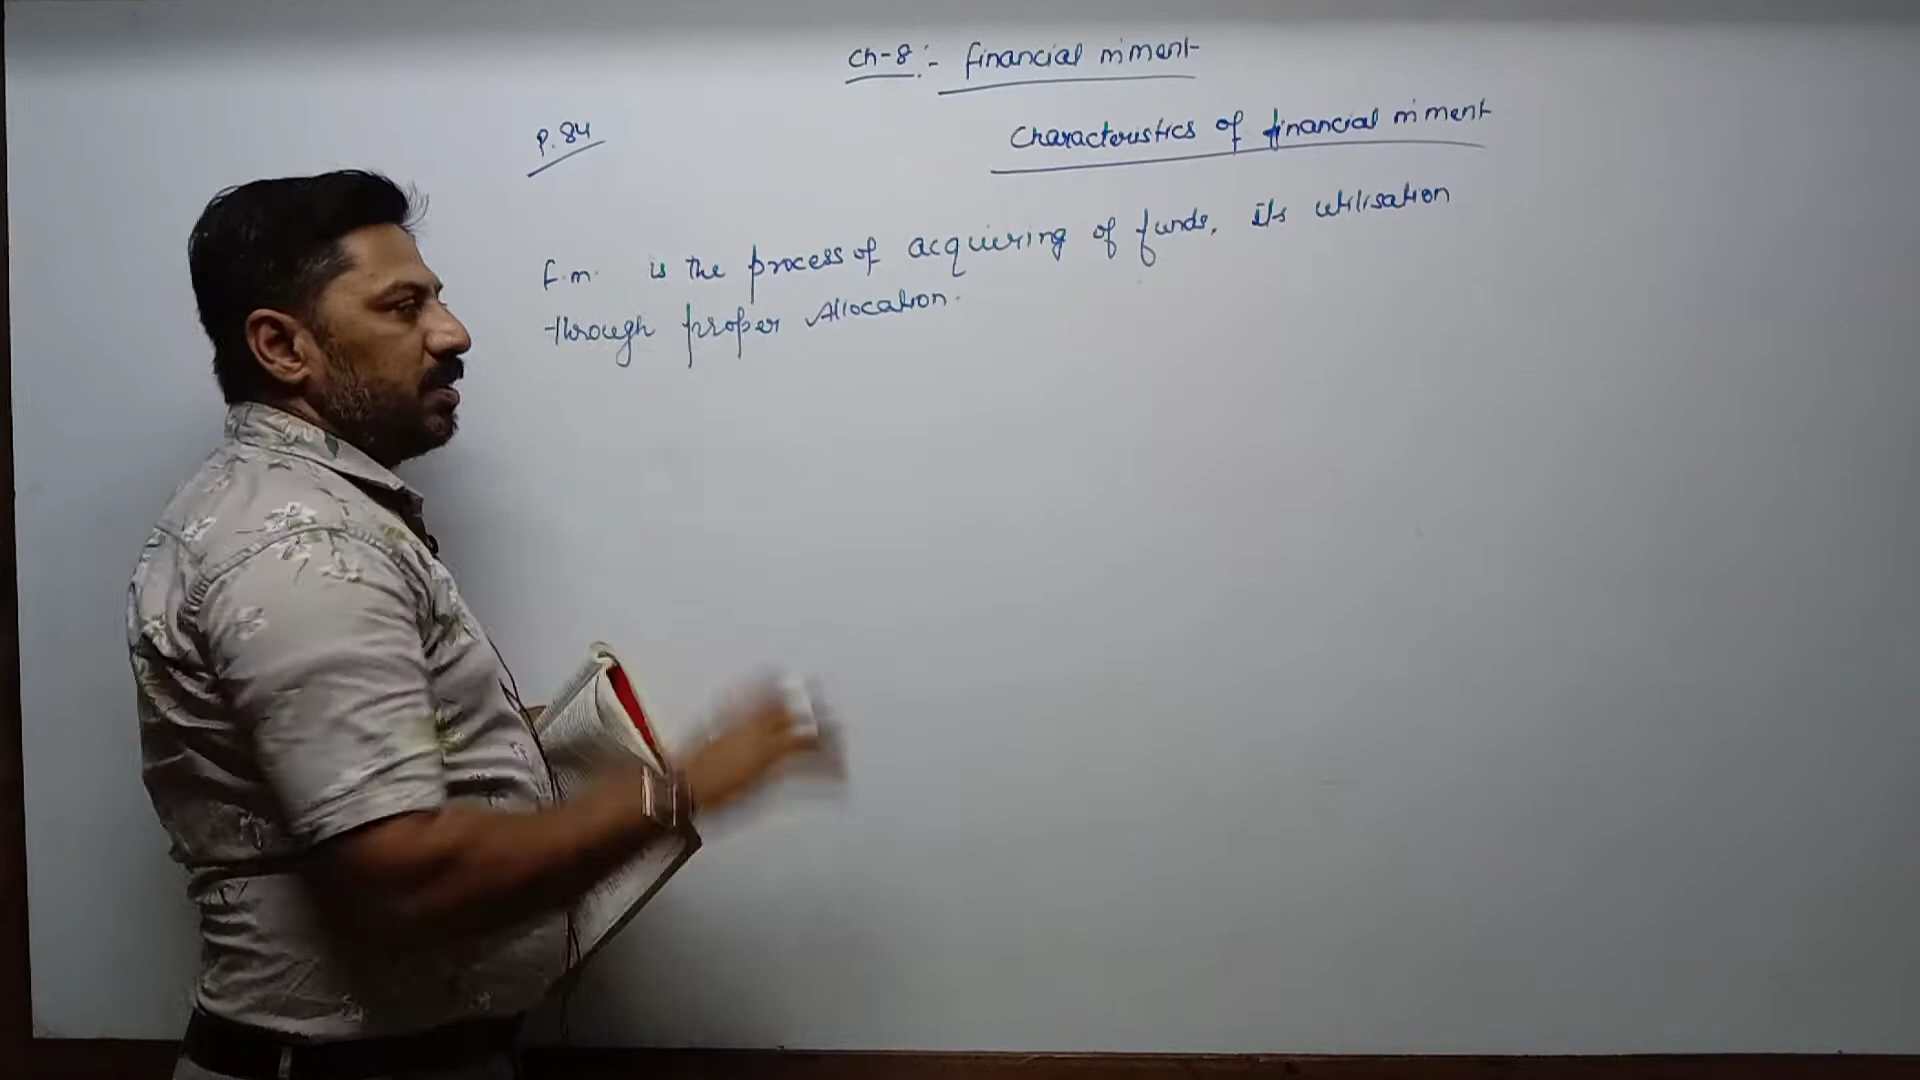 Ch-8:- financial m'ment
P.84
Characteristics of financial m'ment
F.m. is the process of acquiering of funds, its utilisation
through proper Allocation.